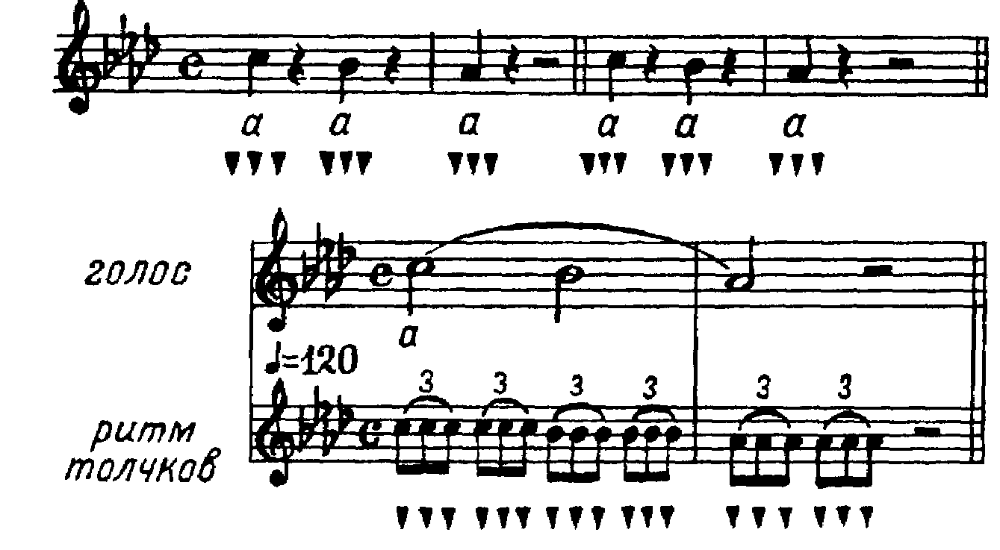 а а а а а а
голос
а
♩=120
3 3 3 3 3 3
ритм
толчков